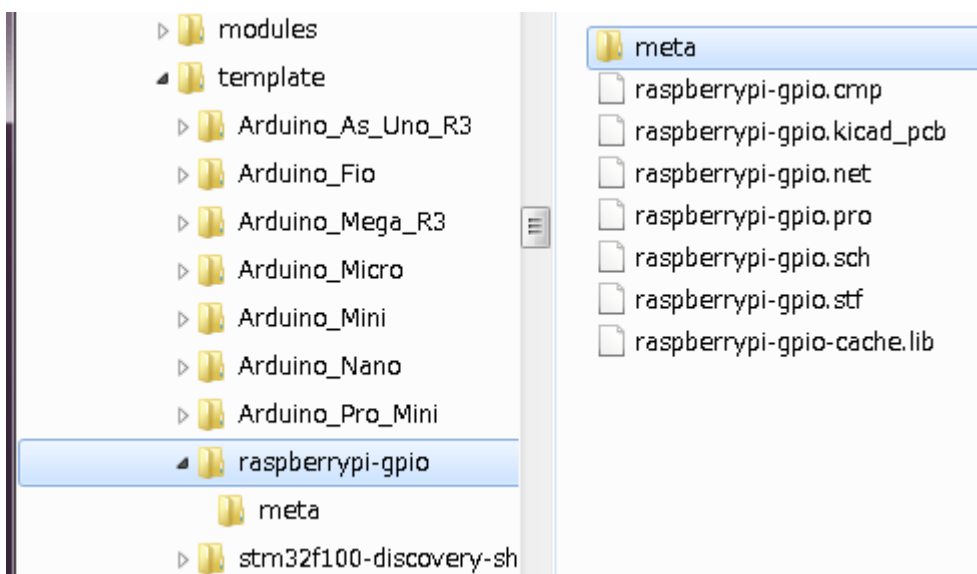 modules
template
Arduino_As_Uno_R3
Arduino_Fio
Arduino_Mega_R3
Arduino_Micro
Arduino_Mini
Arduino_Nano
Arduino_Pro_Mini
raspberrypi-gpio
meta
stm32f100-discovery-sh
meta
raspberrypi-gpio.cmp
raspberrypi-gpio.kicad_pcb
raspberrypi-gpio.net
raspberrypi-gpio.pro
raspberrypi-gpio.sch
raspberrypi-gpio.stf
raspberrypi-gpio-cache.lib